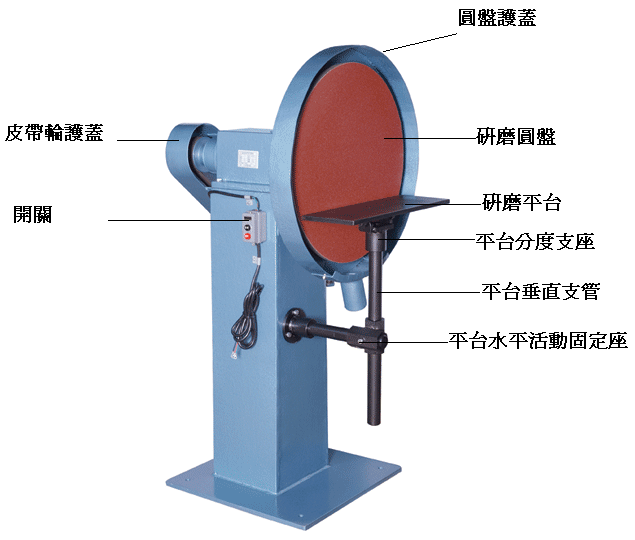 圓盤護蓋
皮帶輪護蓋
研磨圓盤
開關
研磨平台
平台分度支座
平台垂直支管
平台水平活動固定座